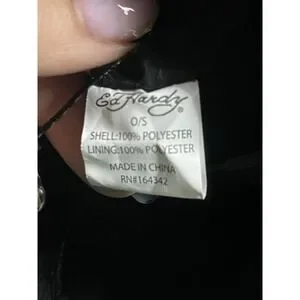 Ed Hardy®
O/S
SHELL:100% POLYESTER
LINING:100% POLYESTER
MADE IN CHINA
RN#164342